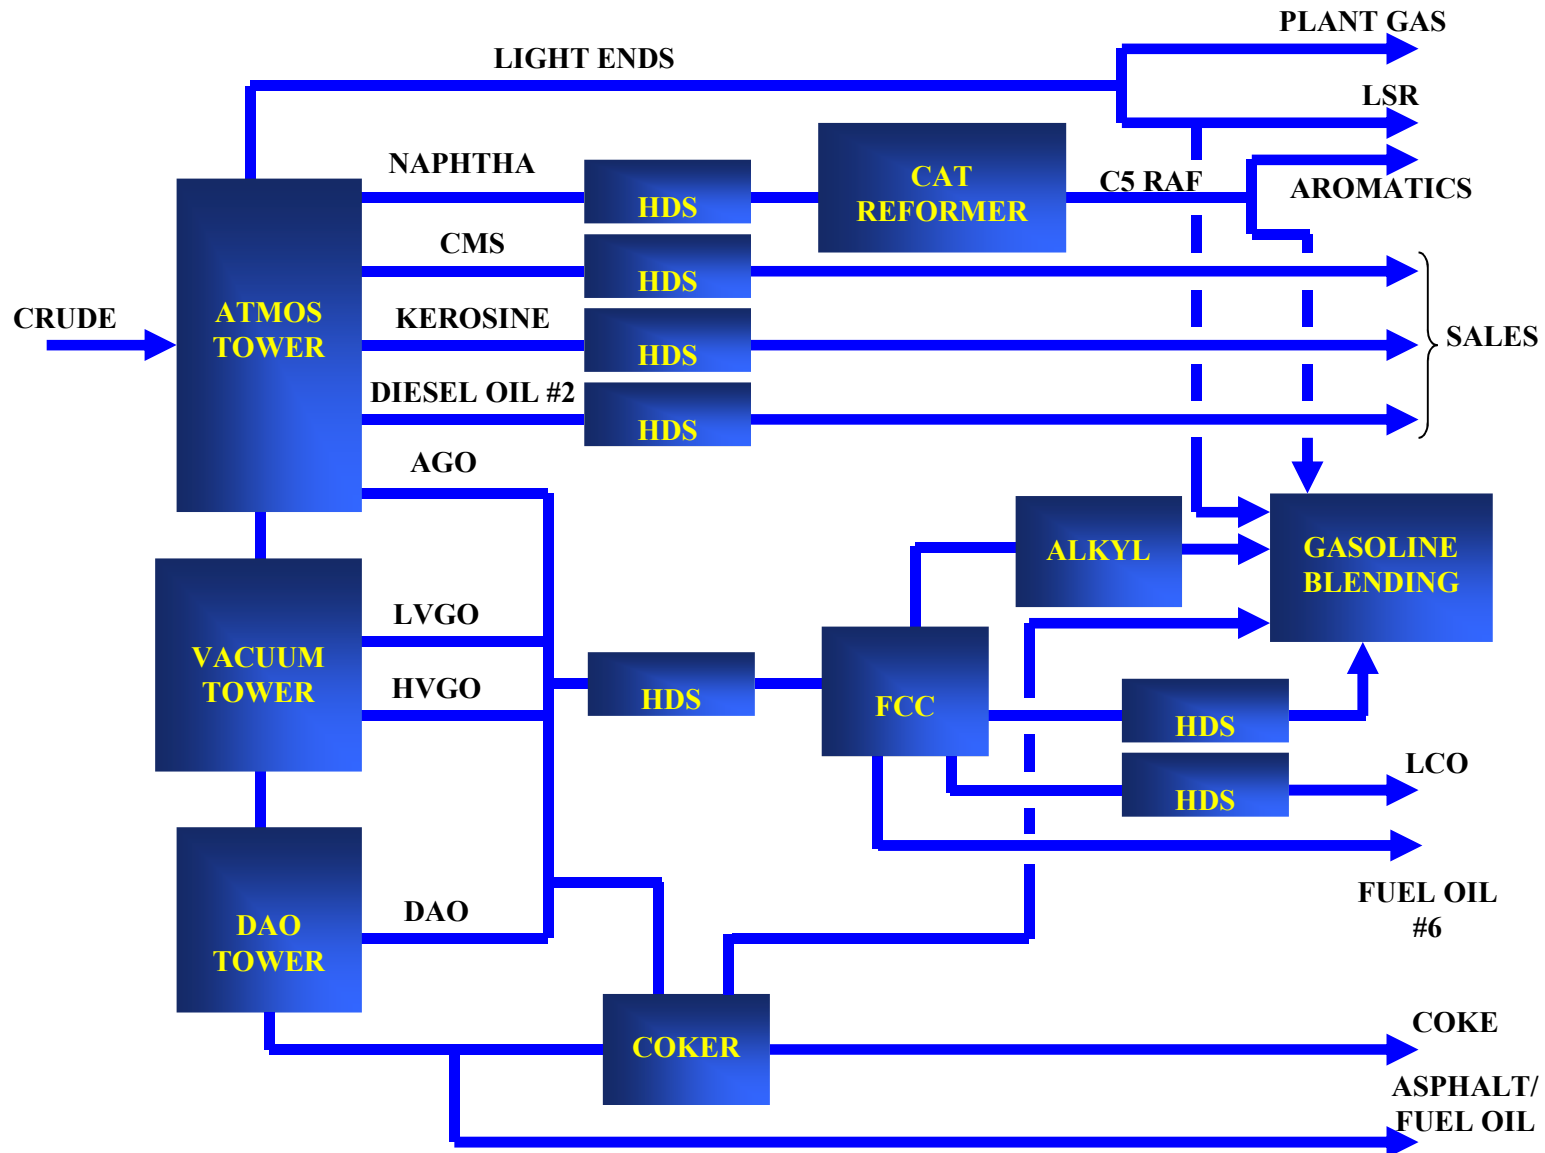 PLANT GAS
LIGHT ENDS
LSR
NAPHTHA
CAT
REFORMER
C5 RAF
AROMATICS
HDS
CMS
HDS
CRUDE
ATMOS
TOWER
KEROSINE
HDS
SALES
DIESEL OIL #2
HDS
AGO
ALKYL
GASOLINE
BLENDING
LVGO
VACUUM
TOWER
HVGO
HDS
FCC
HDS
LCO
HDS
FUEL OIL
#6
DAO
DAO
TOWER
COKER
COKE
ASPHALT/
FUEL OIL